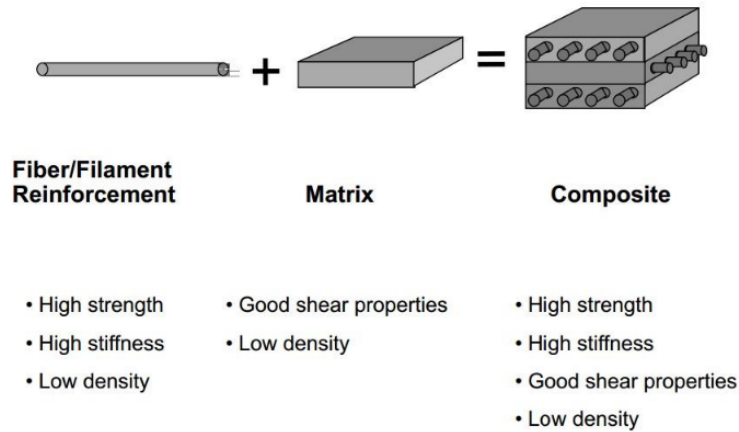 + =
Fiber/Filament
Reinforcement
Matrix
Composite
• High strength
• High stiffness
• Low density
• Good shear properties
• Low density
• High strength
• High stiffness
• Good shear properties
• Low density